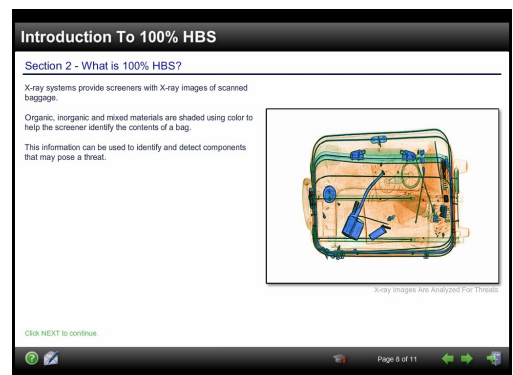 Introduction To 100% HBS
Section 2 - What is 100% HBS?
X-ray systems provide screeners with X-ray images of scanned
baggage.
Organic, inorganic and mixed materials are shaded using color to
help the screener identify the contents of a bag.
This information can be used to identify and detect components
that may pose a threat.
X-ray Images Are Analyzed For Threats
Click NEXT to continue.
Page 8 of 11